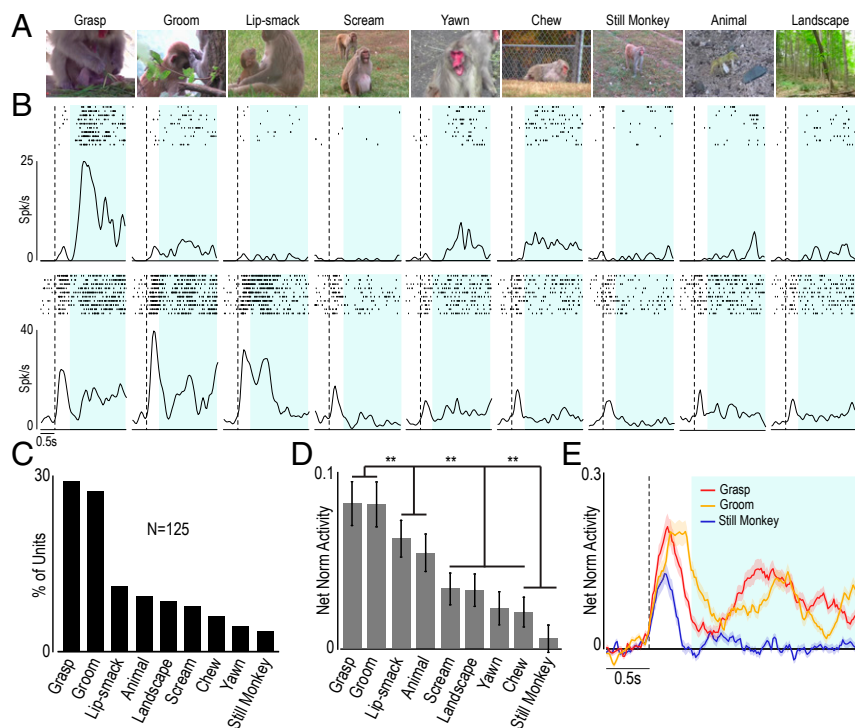 A
Grasp
Groom
Lip-smack
Scream
Yawn
Chew
Still Monkey
Animal
Landscape
B
25
Spk/s
0
40
Spk/s
0
0.5s
C
30
% of Units
0
N=125
Grasp
Groom
Lip-smack
Animal
Landscape
Scream
Chew
Yawn
Still Monkey
D
0.1
Net Norm Activity
0
** ** **
Grasp
Groom
Lip-smack
Animal
Scream
Landscape
Yawn
Chew
Still Monkey
E
0.3
Net Norm Activity
0
Grasp
Groom
Still Monkey
0.5s